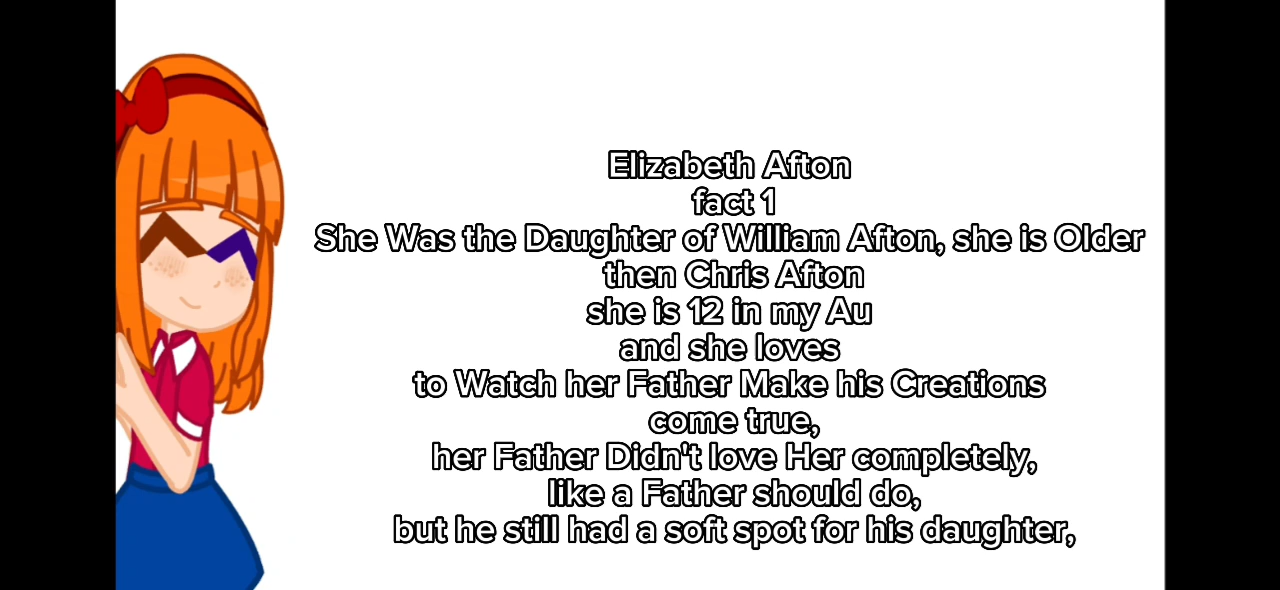 Elizabeth Afton
fact 1
She Was the Daughter of William Afton, she is Older
then Chris Afton
she is 12 in my Au
and she loves
to Watch her Father Make his Creations
come true,
her Father Didn't love Her completely,
like a Father should do,
but he still had a soft spot for his daughter,